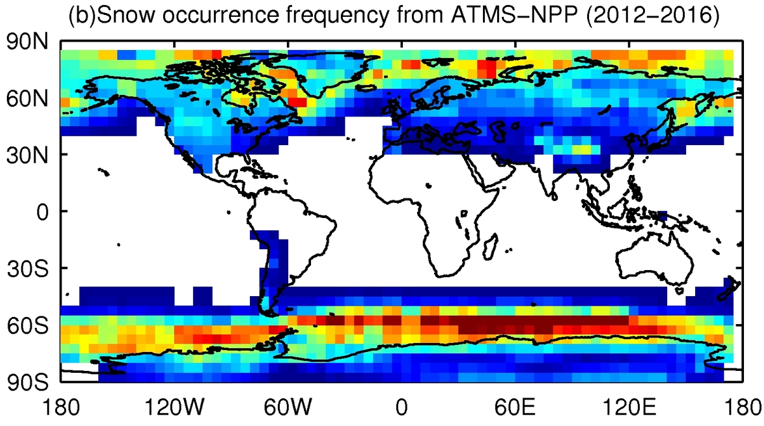 (b)Snow occurrence frequency from ATMS−NPP (2012−2016)
90N
60N
30N
0
30S
60S
90S
180 120W 60W 0 60E 120E 180